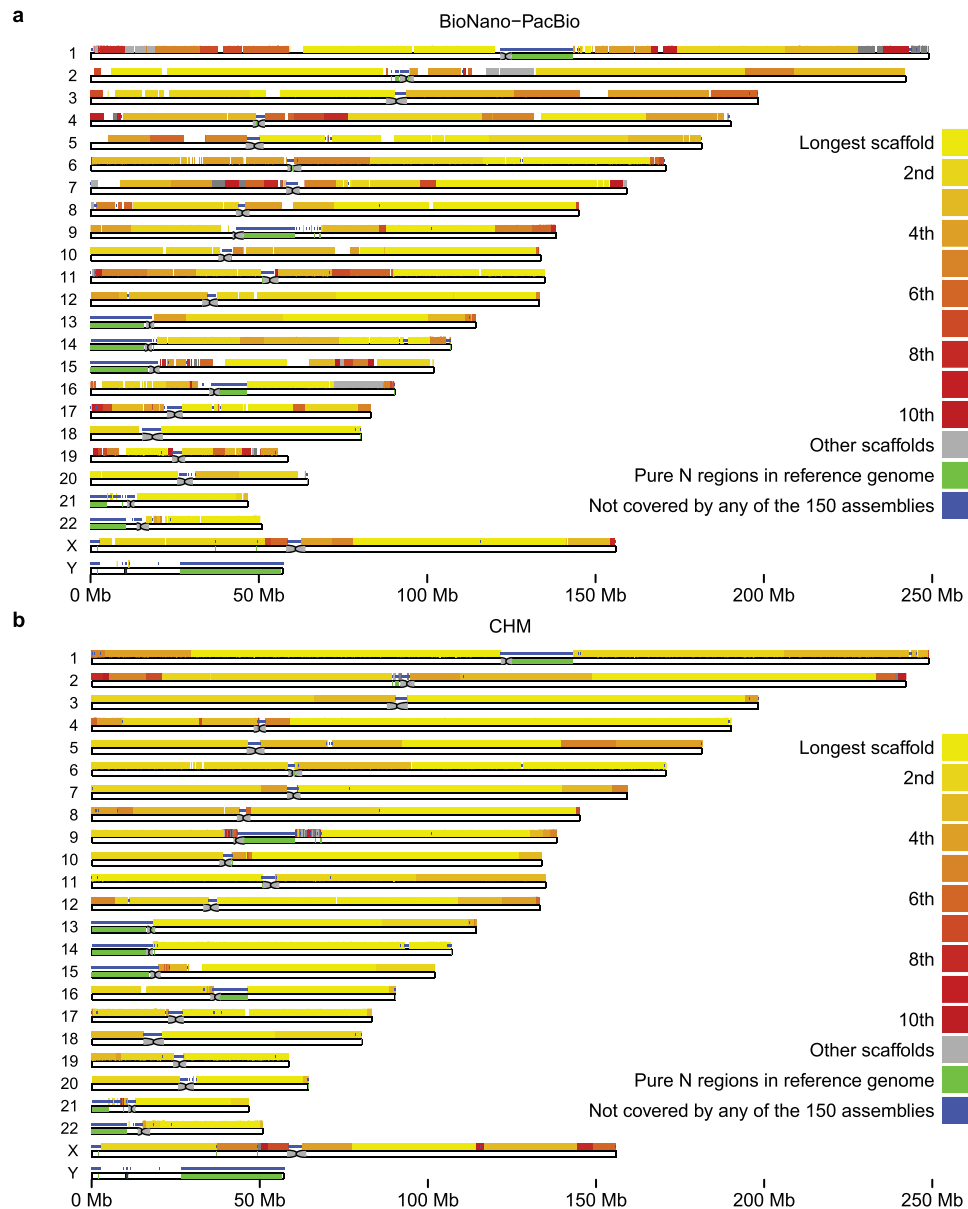 a
BioNano−PacBio
1
2
3
4
5
6
7
8
9
10
11
12
13
14
15
16
17
18
19
20
21
22
X
Y
Longest scaffold
2nd
4th
6th
8th
10th
Other scaffolds
Pure N regions in reference genome
Not covered by any of the 150 assemblies
0 Mb 50 Mb 100 Mb 150 Mb 200 Mb 250 Mb
b
CHM
1
2
3
4
5
6
7
8
9
10
11
12
13
14
15
16
17
18
19
20
21
22
X
Y
Longest scaffold
2nd
4th
6th
8th
10th
Other scaffolds
Pure N regions in reference genome
Not covered by any of the 150 assemblies
0 Mb 50 Mb 100 Mb 150 Mb 200 Mb 250 Mb